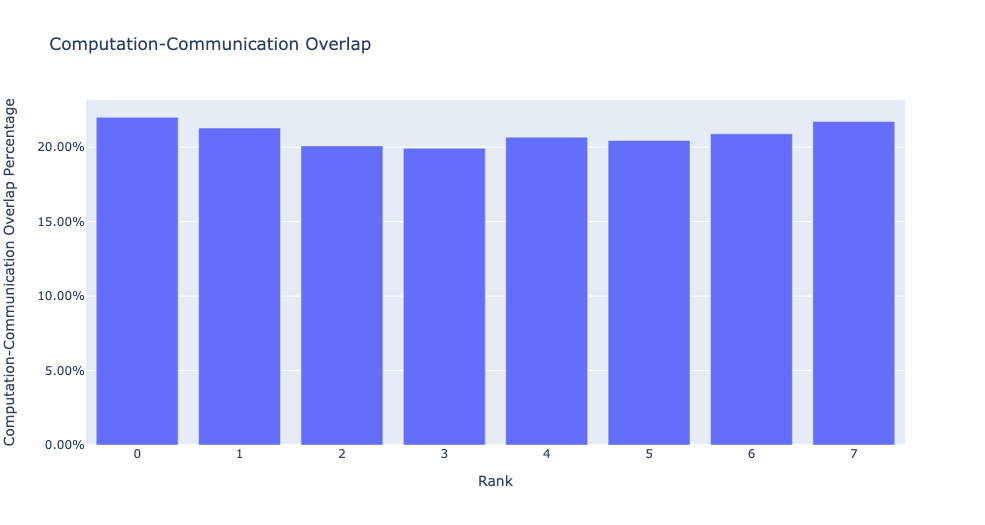 Computation-Communication Overlap
Computation-Communication Overlap Percentage
20.00%
15.00%
10.00%
5.00%
0.00%
0 1 2 3 4 5 6 7
Rank